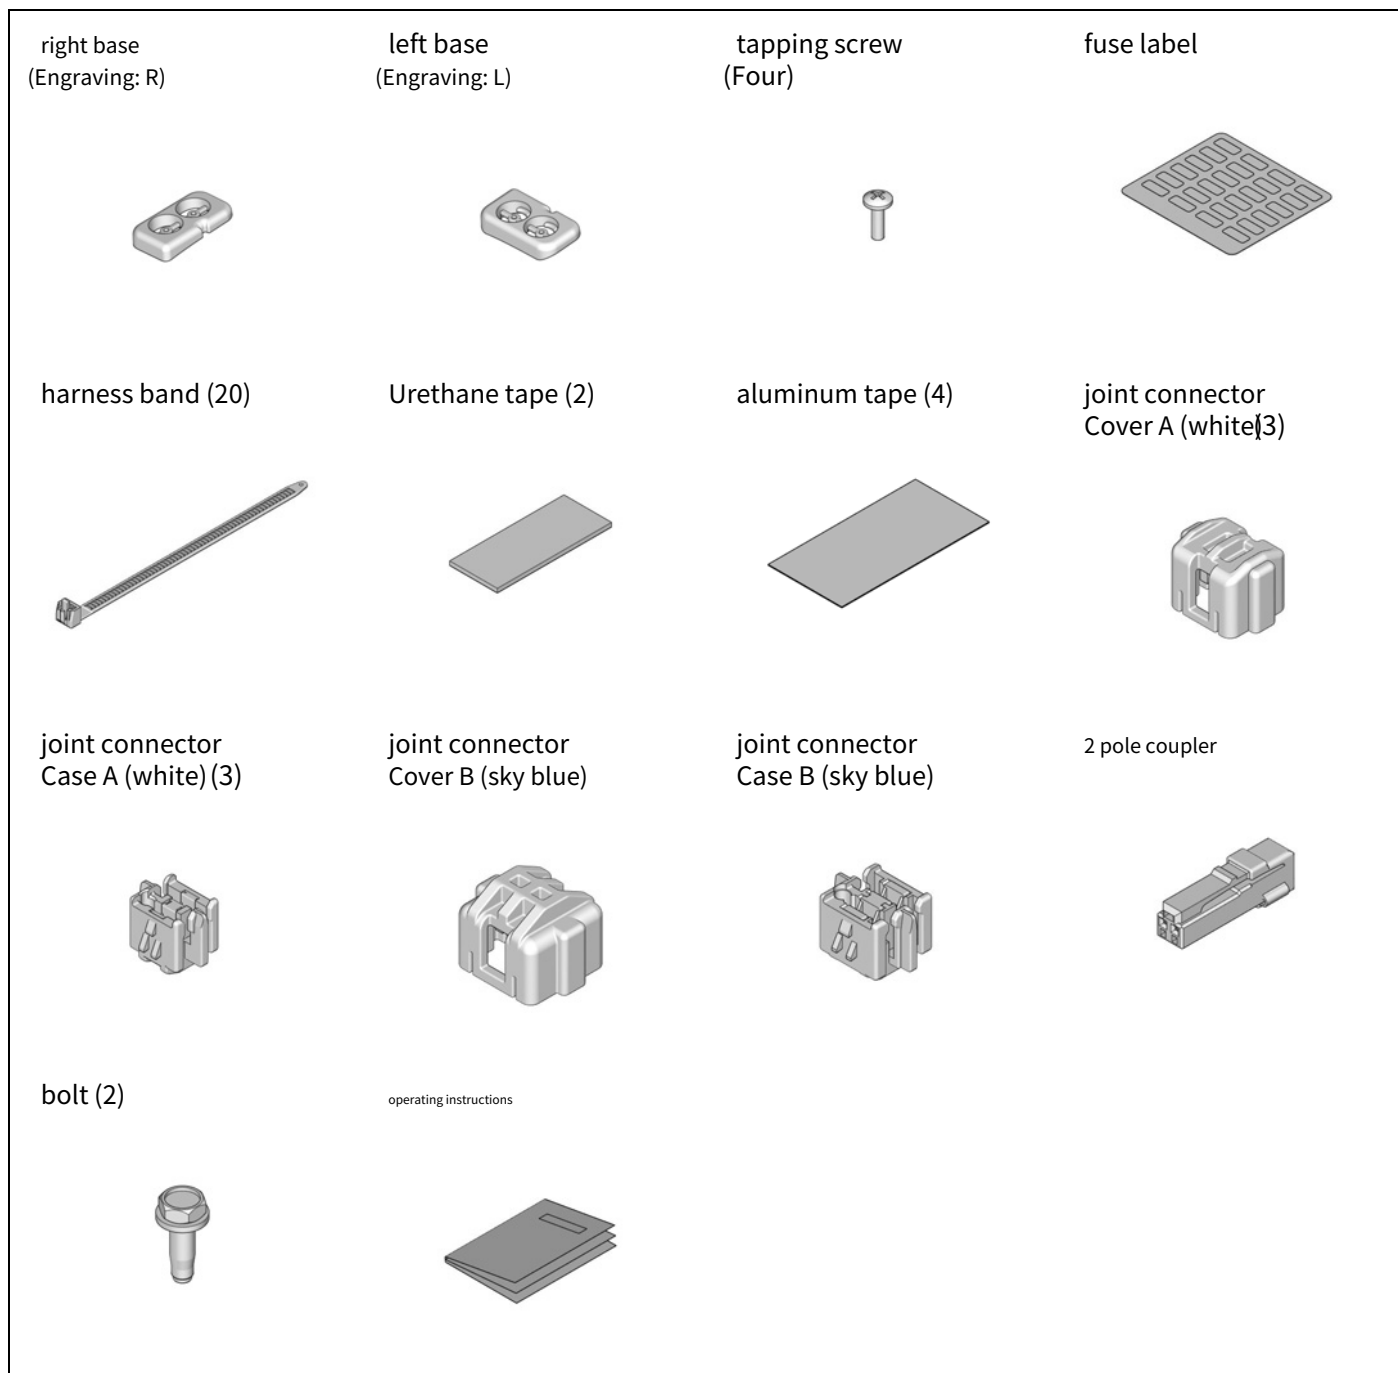 right base
(Engraving: R)
left base
(Engraving: L)
tapping screw
(Four)
fuse label
harness band (20)
Urethane tape (2)
aluminum tape (4)
joint connector
Cover A (white)(3)
joint connector
Case A (white) (3)
joint connector
Cover B (sky blue)
joint connector
Case B (sky blue)
2 pole coupler
bolt (2)
operating instructions